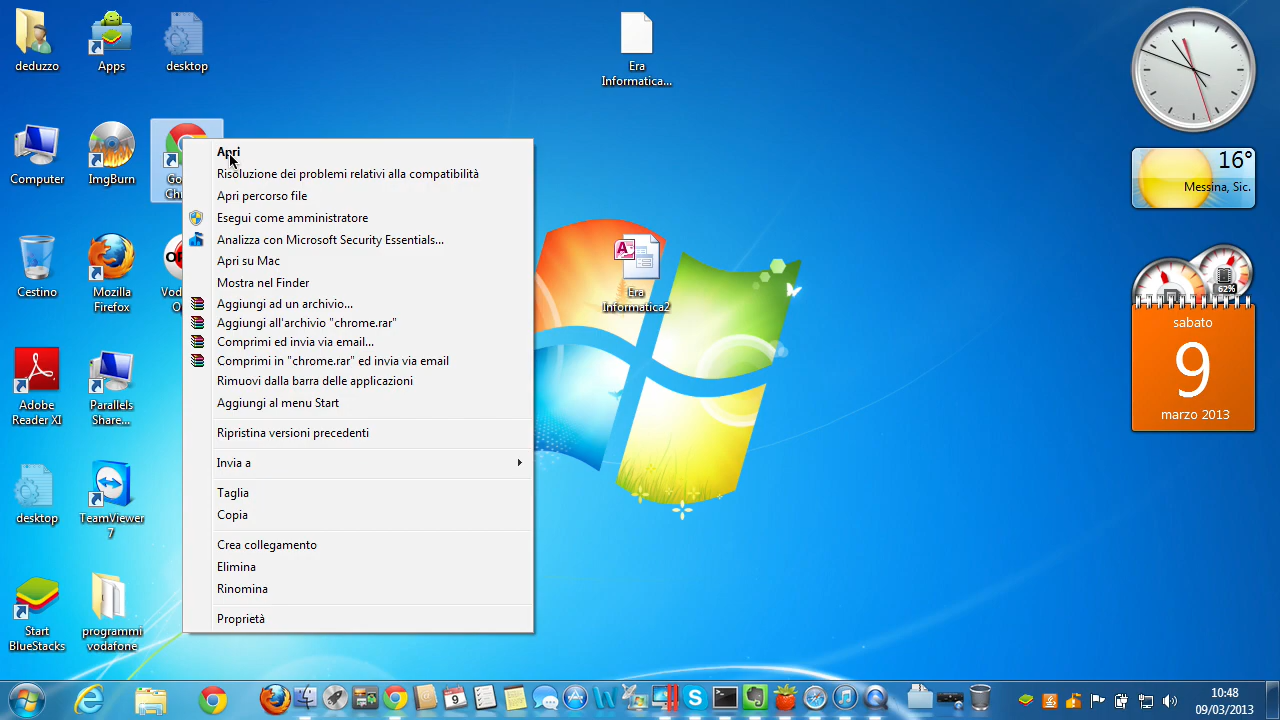 deduzzo
Apps
desktop
Era
Informatica...
16°
Messina, Sic.
Computer
ImgBurn
Apri
Risoluzione dei problemi relativi alla compatibilità
Apri percorso file
Esegui come amministratore
Analizza con Microsoft Security Essentials...
Apri su Mac
Mostra nel Finder
Aggiungi ad un archivio...
Aggiungi all'archivio "chrome.rar"
Comprimi ed invia via email...
Comprimi in "chrome.rar" ed invia via email
Rimuovi dalla barra delle applicazioni
Aggiungi al menu Start
Ripristina versioni precedenti
Invia a
Taglia
Copia
Crea collegamento
Elimina
Rinomina
Proprietà
Cestino
Mozilla
Firefox
Era
Informatica2
62%
sabato
9
marzo 2013
Adobe
Reader XI
Parallels
Share...
desktop
TeamViewer
7
Start
BlueStacks
programmi
vodafone
9
10:48
09/03/2013